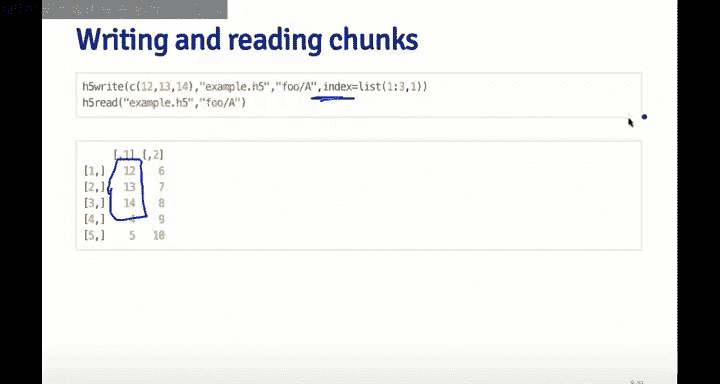 Writing and reading chunks
h5write(c(12,13,14),"example.h5","foo/A",index=list(1:3,1))
h5read("example.h5","foo/A")
[,1] [,2]
[1,] 12 6
[2,] 13 7
[3,] 14 8
[4,] 4 9
[5,] 5 10